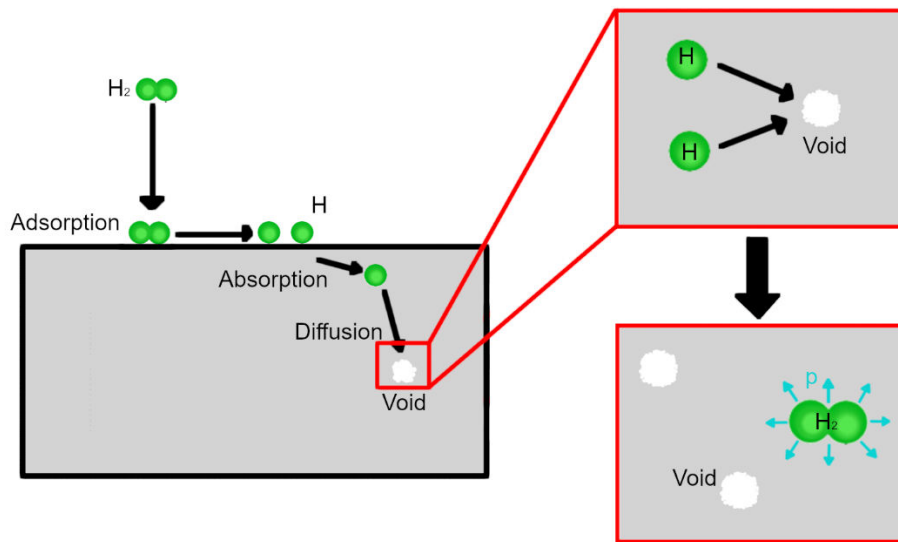 H₂
H
Adsorption
Absorption
Diffusion
Void
H
H
Void
p
H₂
Void